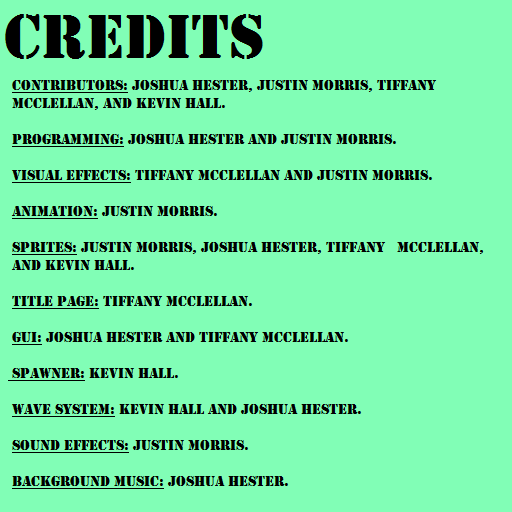 CREDITS
CONTRIBUTORS: JOSHUA HESTER, JUSTIN MORRIS, TIFFANY
MCCLELLAN, AND KEVIN HALL.
PROGRAMMING: JOSHUA HESTER AND JUSTIN MORRIS.
VISUAL EFFECTS: TIFFANY MCCLELLAN AND JUSTIN MORRIS.
ANIMATION: JUSTIN MORRIS.
SPRITES: JUSTIN MORRIS, JOSHUA HESTER, TIFFANY MCCLELLAN,
AND KEVIN HALL.
TITLE PAGE: TIFFANY MCCLELLAN.
GUI: JOSHUA HESTER AND TIFFANY MCCLELLAN.
SPAWNER: KEVIN HALL.
WAVE SYSTEM: KEVIN HALL AND JOSHUA HESTER.
SOUND EFFECTS: JUSTIN MORRIS.
BACKGROUND MUSIC: JOSHUA HESTER.